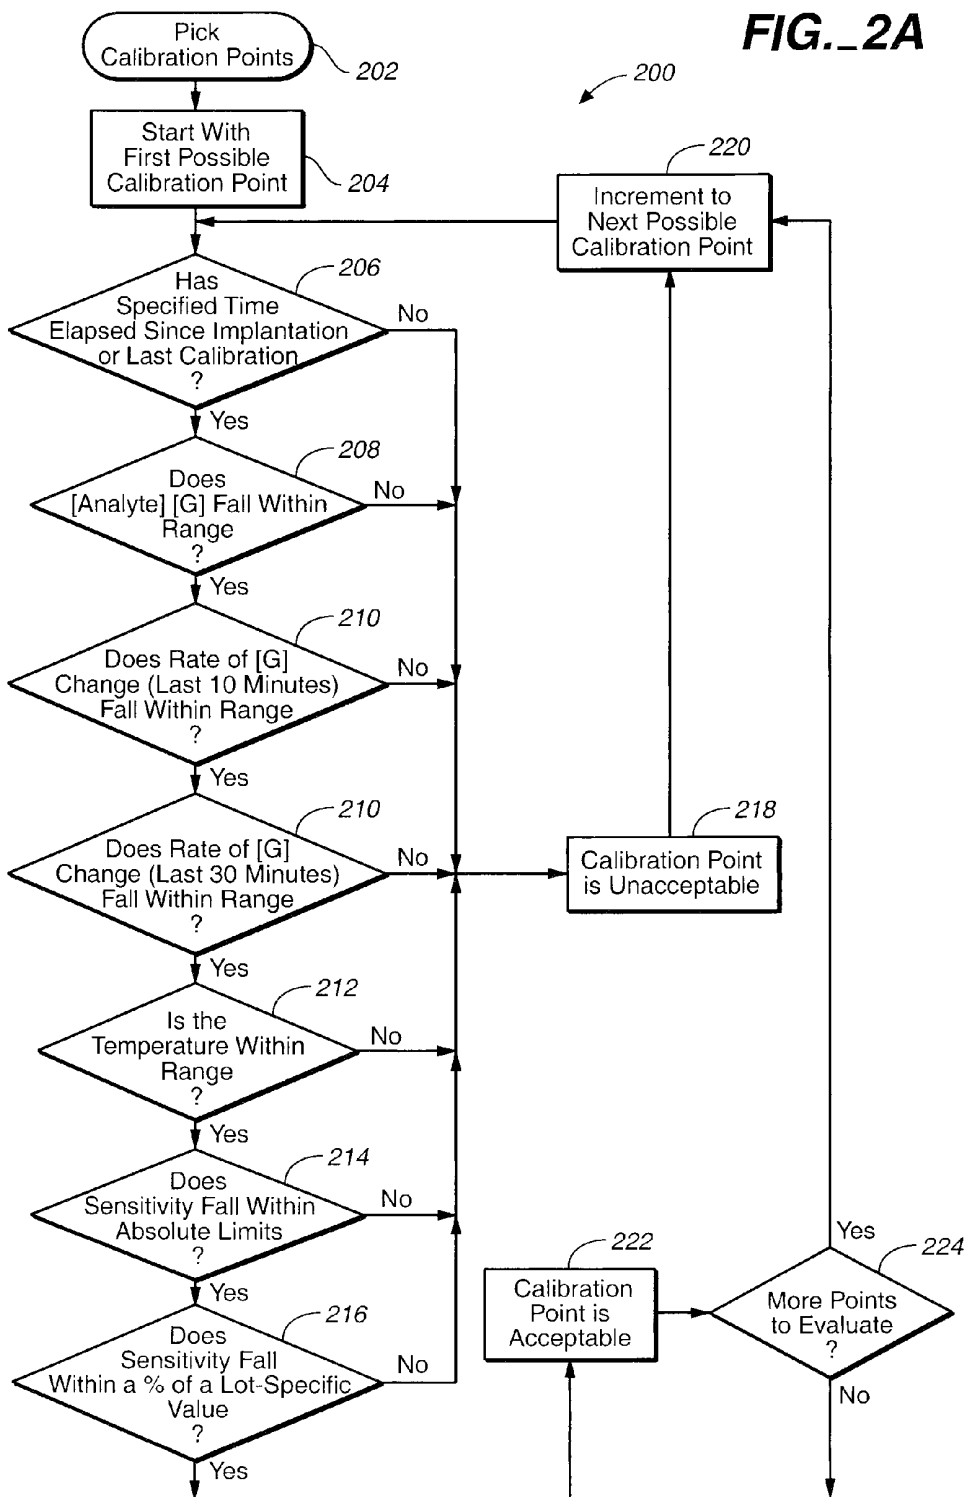 FIG._2A
Pick
Calibration Points
202
200
Start With
First Possible
Calibration Point
204
220
Increment to
Next Possible
Calibration Point
206
Has
Specified Time
Elapsed Since Implantation
or Last Calibration
?
No
Yes
208
Does
[Analyte] [G] Fall Within
Range
?
No
Yes
210
Does Rate of [G]
Change (Last 10 Minutes)
Fall Within Range
?
No
Yes
210
Does Rate of [G]
Change (Last 30 Minutes)
Fall Within Range
?
No
218
Calibration Point
is Unacceptable
Yes
212
Is the
Temperature Within
Range
?
No
Yes
214
Does
Sensitivity Fall Within
Absolute Limits
?
No
Yes
216
Does
Sensitivity Fall
Within a % of a Lot-Specific
Value
?
No
Yes
222
Calibration
Point is
Acceptable
Yes
224
More Points
to Evaluate
?
No